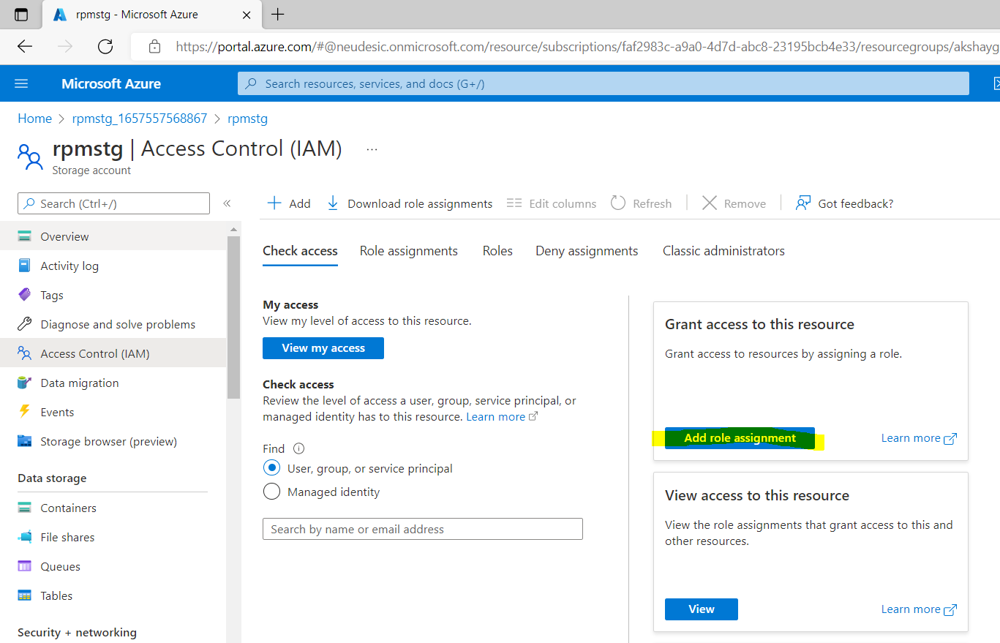 rpmstg - Microsoft Azure
https://portal.azure.com/#@neudesic.onmicrosoft.com/resource/subscriptions/faf2983c-a9a0-4d7d-abc8-23195bcb4e33/resourcegroups/akshayg
Microsoft Azure
Search resources, services, and docs (G+/)
Home > rpmstg_1657557568867 > rpmstg
rpmstg | Access Control (IAM) ...
Storage account
Search (Ctrl+/)
«
Add
Download role assignments
Edit columns
Refresh
Remove
Got feedback?
Overview
Activity log
Tags
Diagnose and solve problems
Access Control (IAM)
Data migration
Events
Storage browser (preview)
Data storage
Containers
File shares
Queues
Tables
Security + networking
Check access
Role assignments
Roles
Deny assignments
Classic administrators
My access
View my level of access to this resource.
View my access
Check access
Review the level of access a user, group, service principal, or
managed identity has to this resource. Learn more
Find
User, group, or service principal
Managed identity
Search by name or email address
Grant access to this resource
Grant access to resources by assigning a role.
Add role assignment
Learn more
View access to this resource
View the role assignments that grant access to this and
other resources.
View
Learn more